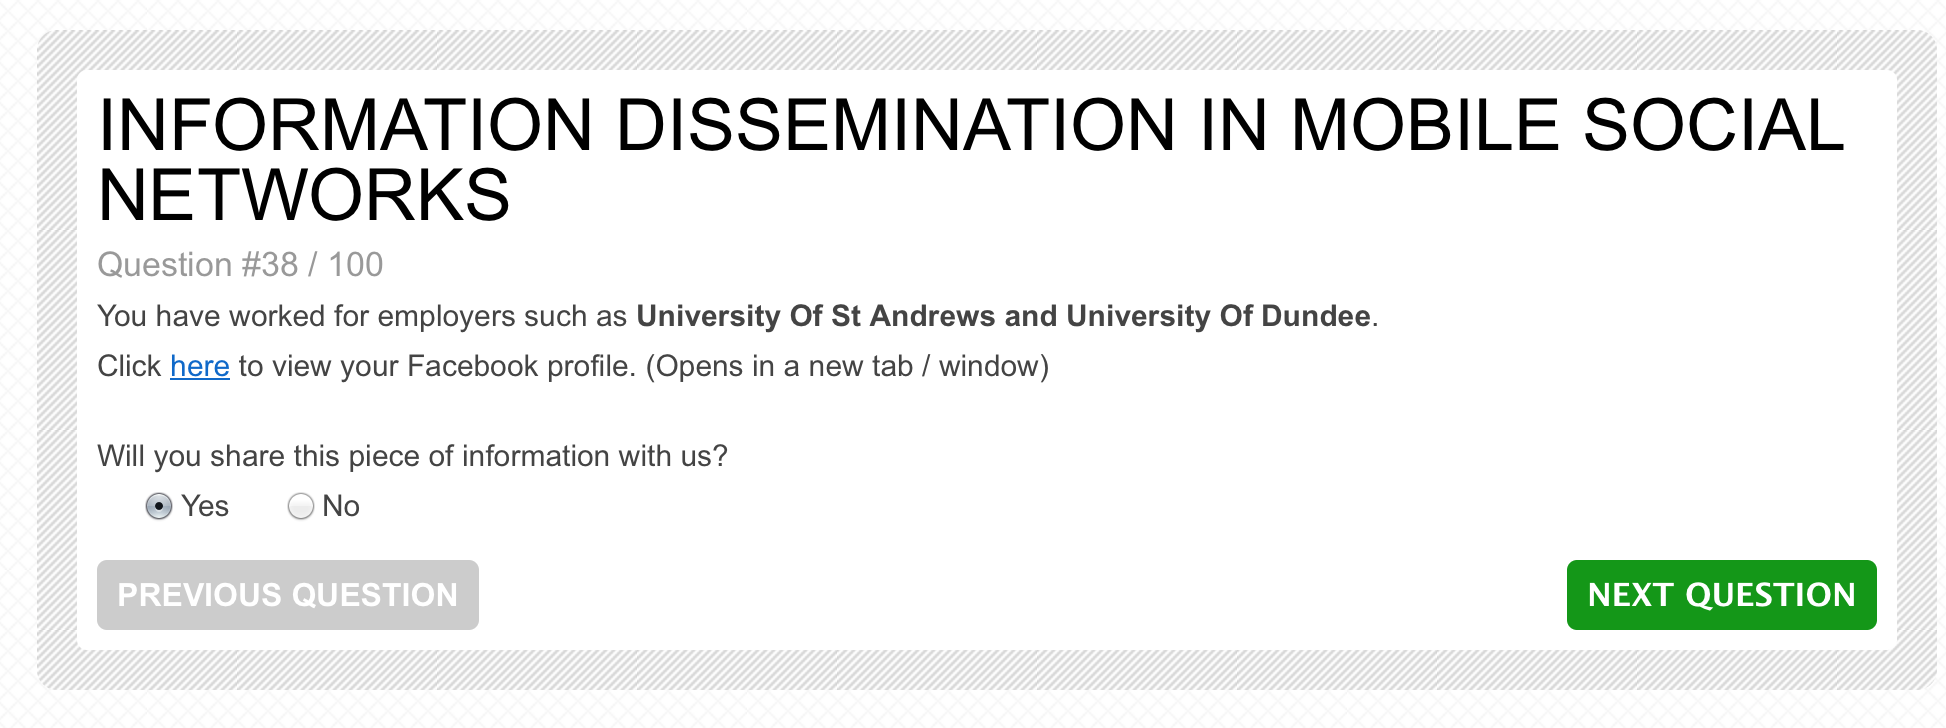 INFORMATION DISSEMINATION IN MOBILE SOCIAL
NETWORKS
Question #38 / 100
You have worked for employers such as University Of St Andrews and University Of Dundee.
Click here to view your Facebook profile. (Opens in a new tab / window)
Will you share this piece of information with us?
Yes No
PREVIOUS QUESTION NEXT QUESTION